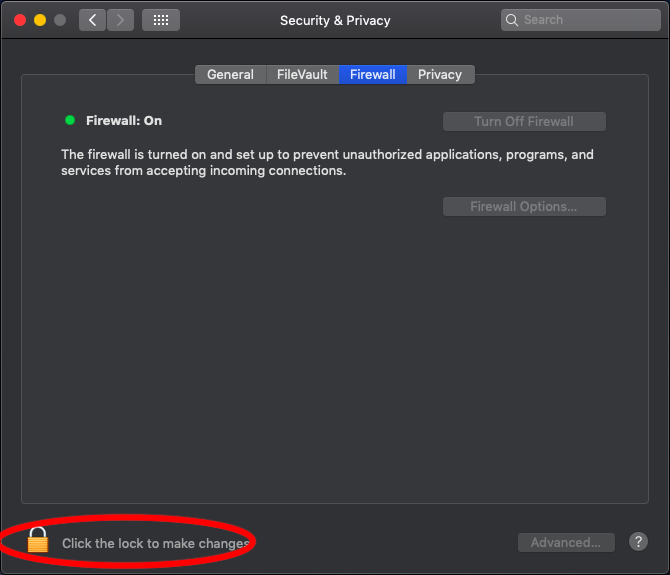 Security & Privacy
Search
General
FileVault
Firewall
Privacy
Firewall: On
Turn Off Firewall
The firewall is turned on and set up to prevent unauthorized applications, programs, and
services from accepting incoming connections.
Firewall Options...
Click the lock to make changes.
Advanced...
?